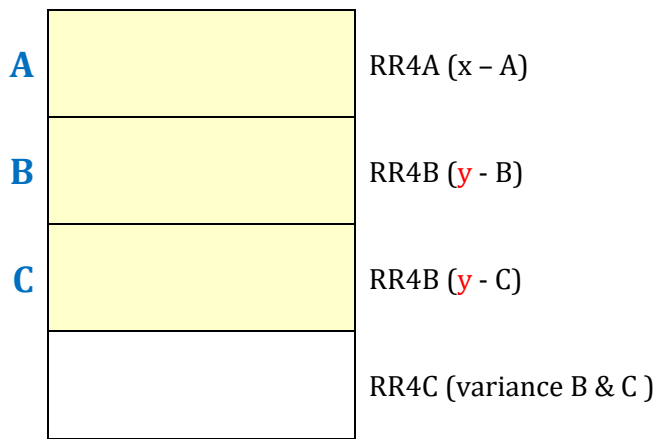 A RR4A (x – A)
B RR4B (y - B)
C RR4B (y - C)
RR4C (variance B & C )